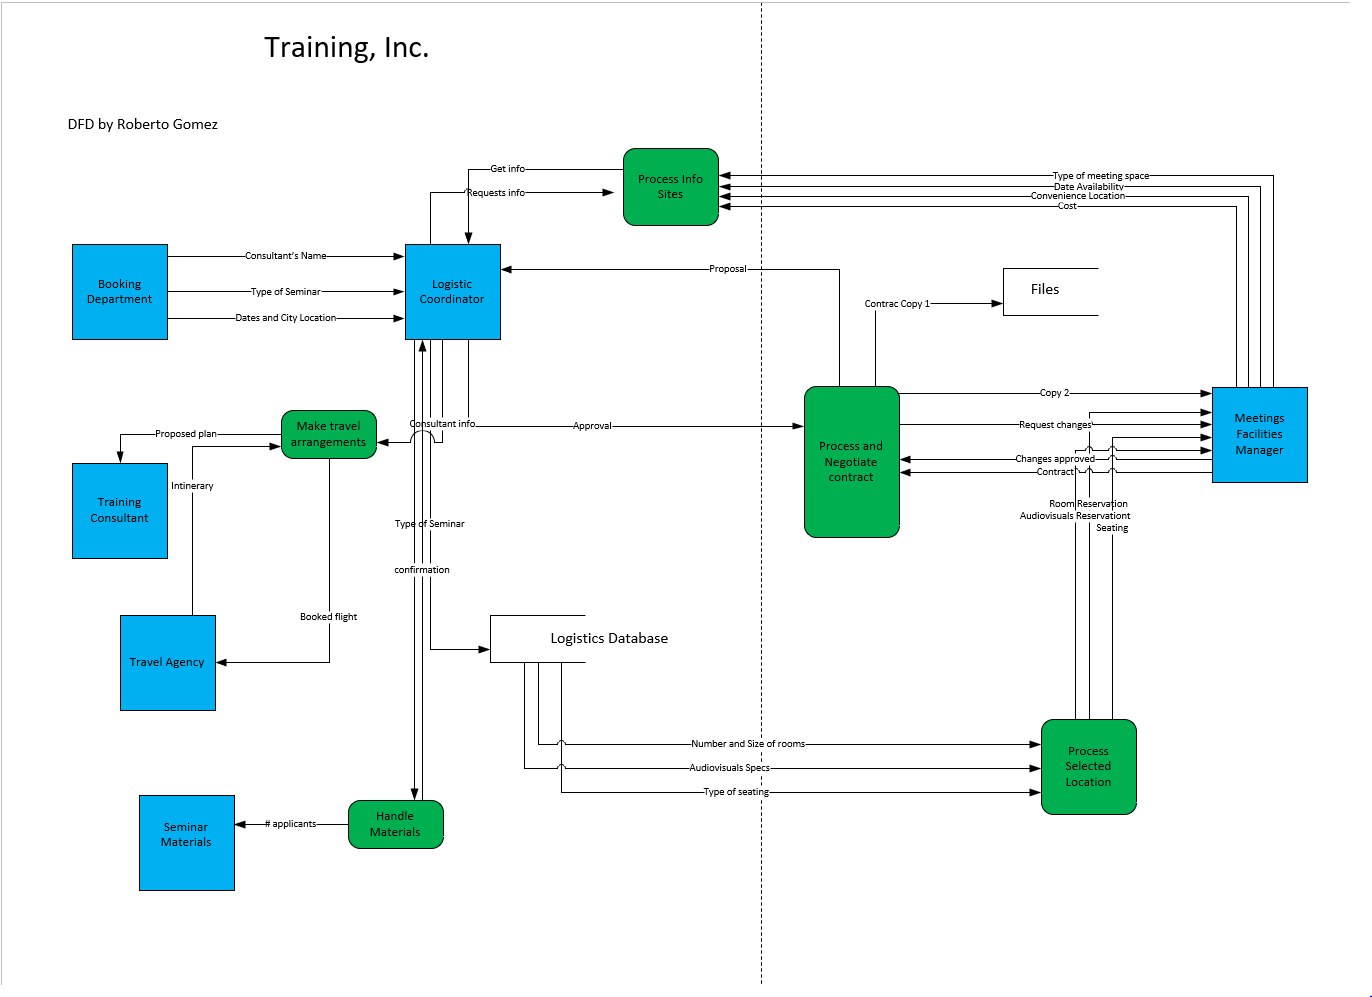 Training, Inc.
DFD by Roberto Gomez
Get info
Requests info
Process Info
Sites
Type of meeting space
Date Availability
Convenience Location
Cost
Booking
Department
Consultant's Name
Type of Seminar
Dates and City Location
Logistic
Coordinator
Proposal
Contrac Copy 1
Files
Copy 2
Request changes
Changes approved
Contract
Meetings
Facilities
Manager
Make travel
arrangements
Proposed plan
Consultant info
Approval
Process and
Negotiate
contract
Training
Consultant
Intinerary
Room Reservation
Audiovisuals Reservationt
Seating
Type of Seminar
confirmation
Booked flight
Travel Agency
Logistics Database
Number and Size of rooms
Audiovisuals Specs
Type of seating
Process
Selected
Location
Seminar
Materials
# applicants
Handle
Materials